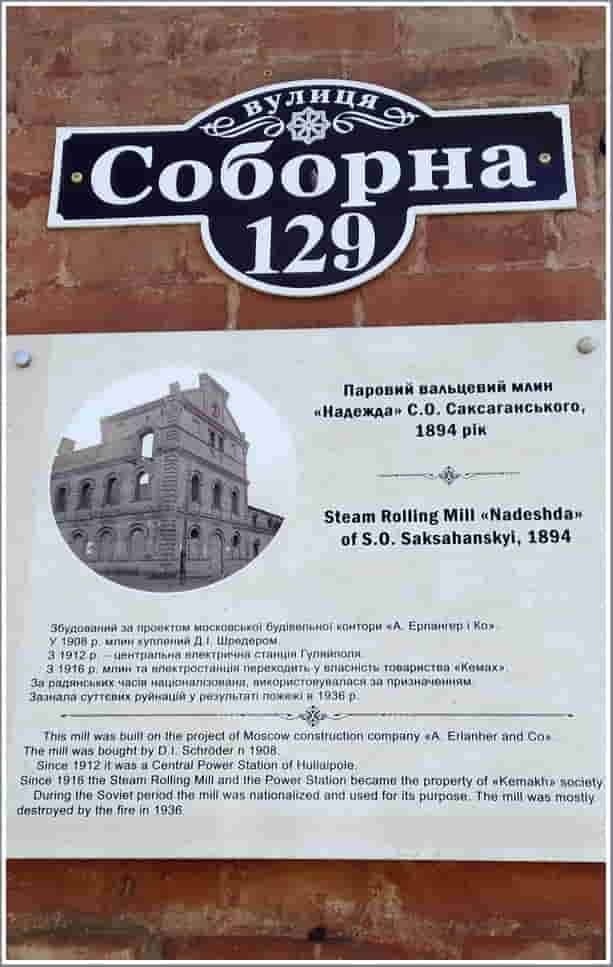 вулиця
Соборна
129
Паровий вальцевий млин
«Надежда» С.О. Саксаганського,
1894 рік
Steam Rolling Mill «Nadeshda»
of S.O. Saksahanskyi, 1894
Збудований за проектом московської будівельної контори «А. Ерлангер і Ко».
У 1908 р. млин куплений Д.І. Шредером.
З 1912 р. – центральна електрична станція Гуляйполя.
З 1916 р. млин та електростанція переходить у власність товариства «Кемах».
За радянських часів націоналізована, використовувалася за призначенням.
Зазнала суттєвих руйнацій у результаті пожежі в 1936 р.
This mill was built on the project of Moscow construction company «A. Erlanher and Co».
The mill was bought by D.I. Schröder n 1908.
Since 1912 it was a Central Power Station of Huliaipole.
Since 1916 the Steam Rolling Mill and the Power Station became the property of «Kemakh» society.
During the Soviet period the mill was nationalized and used for its purpose. The mill was mostly
destroyed by the fire in 1936.